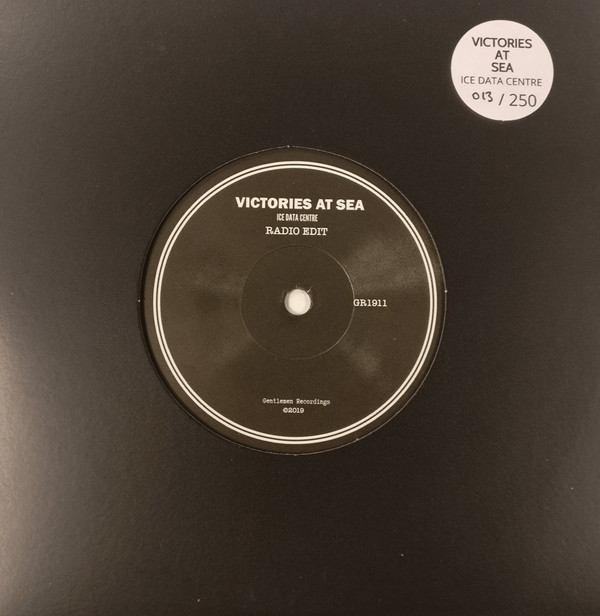 VICTORIES
AT
SEA
ICE DATA CENTRE
013 / 250
VICTORIES AT SEA
ICE DATA CENTRE
RADIO EDIT
GR1911
Gentlemen Recordings
©2019